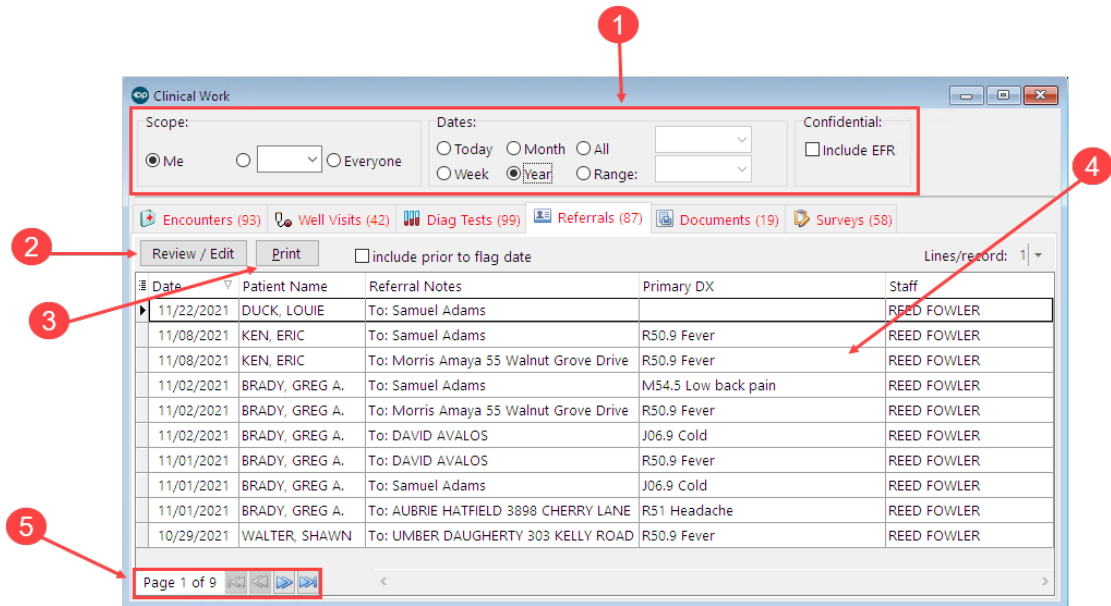 1
Clinical Work
Scope:
Dates:
Confidential:
Me
Everyone
Today Month All
Include EFR
Week Year Range:
4
Encounters (93) Well Visits (42) Diag Tests (99) Referrals (87) Documents (19) Surveys (58)
2
Review / Edit Print include prior to flag date Lines/record: 1
Date Patient Name Referral Notes Primary DX Staff
3
11/22/2021 DUCK, LOUIE To: Samuel Adams REED FOWLER
11/08/2021 KEN, ERIC To: Samuel Adams R50.9 Fever REED FOWLER
11/08/2021 KEN, ERIC To: Morris Amaya 55 Walnut Grove Drive R50.9 Fever REED FOWLER
11/02/2021 BRADY, GREG A. To: Samuel Adams M54.5 Low back pain REED FOWLER
11/02/2021 BRADY, GREG A. To: Morris Amaya 55 Walnut Grove Drive R50.9 Fever REED FOWLER
11/02/2021 BRADY, GREG A. To: DAVID AVALOS J06.9 Cold REED FOWLER
11/01/2021 BRADY, GREG A. To: DAVID AVALOS R50.9 Fever REED FOWLER
11/01/2021 BRADY, GREG A. To: Samuel Adams J06.9 Cold REED FOWLER
11/01/2021 BRADY, GREG A. To: AUBRIE HATFIELD 3898 CHERRY LANE R51 Headache REED FOWLER
10/29/2021 WALTER, SHAWN To: UMBER DAUGHERTY 303 KELLY ROAD R50.9 Fever REED FOWLER
5
Page 1 of 9